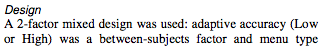 Design
A 2-factor mixed design was used: adaptive accuracy (Low
or High) was a between-subjects factor and menu type